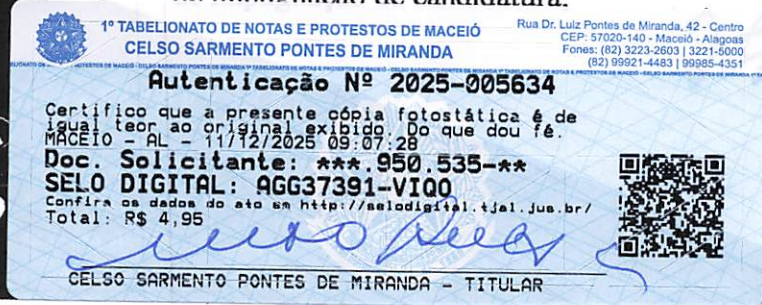 de candidatura.
1º TABELIONATO DE NOTAS E PROTESTOS DE MACEIÓ
CELSO SARMENTO PONTES DE MIRANDA
Rua Dr. Luiz Pontes de Miranda, 42 - Centro
CEP: 57020-140 - Maceió - Alagoas
Fones: (82) 3223-2603 | 3221-5000
(82) 99921-4483 | 99985-4351
Autenticação Nº 2025-005634
Certifico que a presente cópia fotostática é de
igual teor ao original exibido. Do que dou fé.
MACEIÓ - AL - 11/12/2025 09:07:28
Doc. Solicitante: ***.950.535-**
SELO DIGITAL: AGG37391-VIQO
Confira os dados do ato em http://selodigital.tjal.jus.br/
Total: R$ 4,95
CELSO SARMENTO PONTES DE MIRANDA - TITULAR